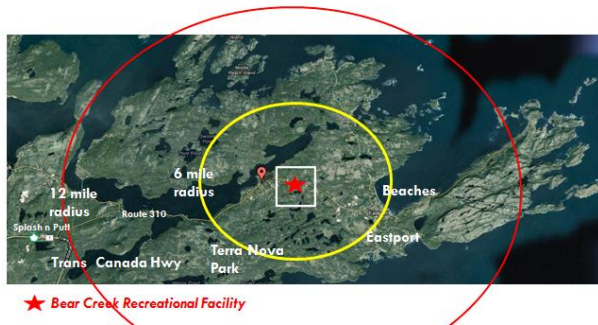 6 mile
radius
Beaches
12 mile
radius
Route 310
Splash n Putt
Eastport
Terra Nova
Park
Trans Canada Hwy
Bear Creek Recreational Facility